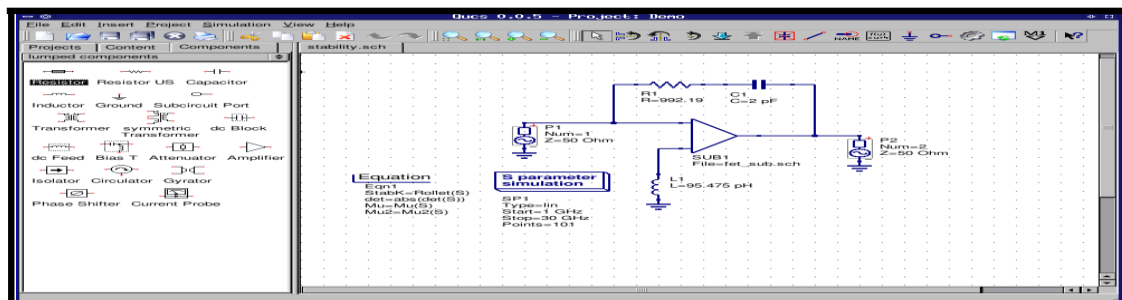 Qucs 0.0.5 - Project: Demo
File Edit Insert Project Simulation View Help
NAME
Projects Content Components
stability.sch
lumped components
Resistor Resistor US Capacitor
Inductor Ground Subcircuit Port
Transformer symmetric Transformer dc Block
dc Feed Bias T Attenuator Amplifier
Isolator Circulator Gyrator
Phase Shifter Current Probe
R1
R=992.19
C1
C=2 pF
P1
Num=1
Z=50 Ohm
P2
Num=2
Z=50 Ohm
SUB1
File=fet_sub.sch
L1
L=95.475 pH
Equation
Eqn1
StabK=Rollet(S)
det=abs(det(S))
Mu=Mu(S)
Mu2=Mu2(S)
S parameter
simulation
SP1
Type=lin
Start=1 GHz
Stop=30 GHz
Points=101